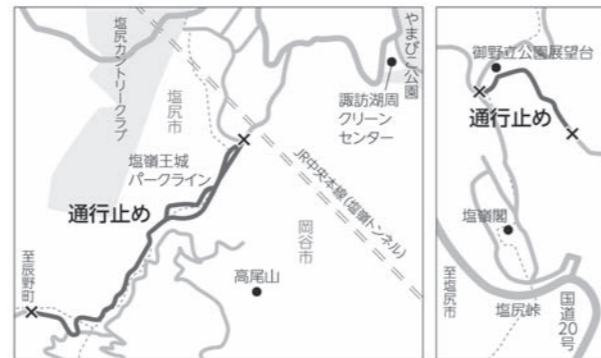 塩尻カントリークラブ
塩尻市
やまびこ公園
諏訪湖周
クリーン
センター
塩嶺王城
パークライン
通行止め
JR中央本線(塩嶺トンネル)
岡谷市
至辰野町
高尾山
御野立公園展望台
通行止め
塩嶺閣
至塩尻市
塩尻峠
国道20号